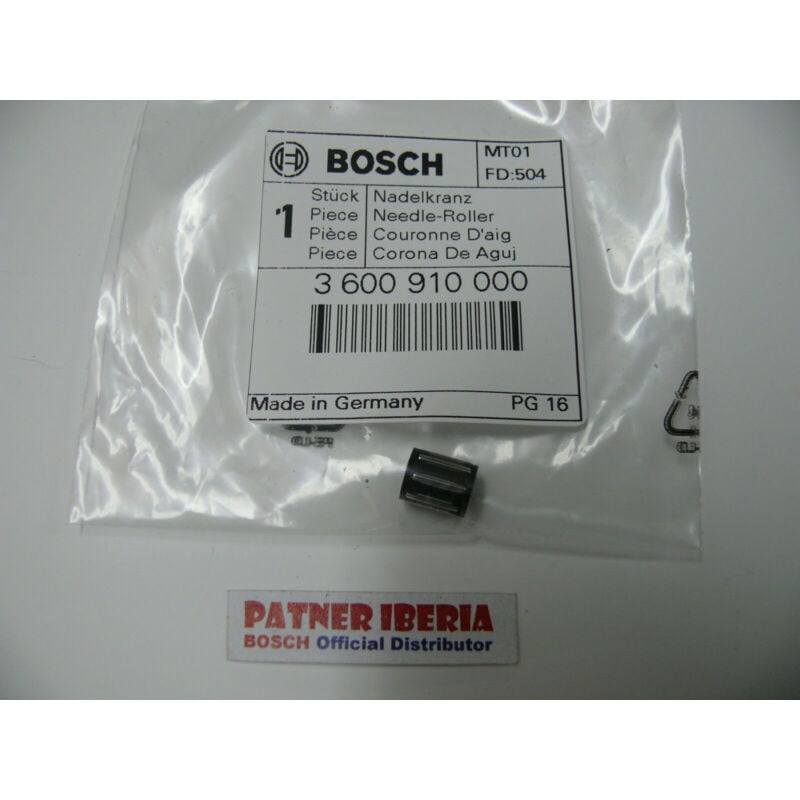 BOSCH
MT01
FD:504
1
Stück Nadelkranz
Piece Needle-Roller
Pièce Couronne D'aig
Piece Corona De Aguj
3 600 910 000
Made in Germany PG 16
PATNER IBERIA
BOSCH Official Distributor